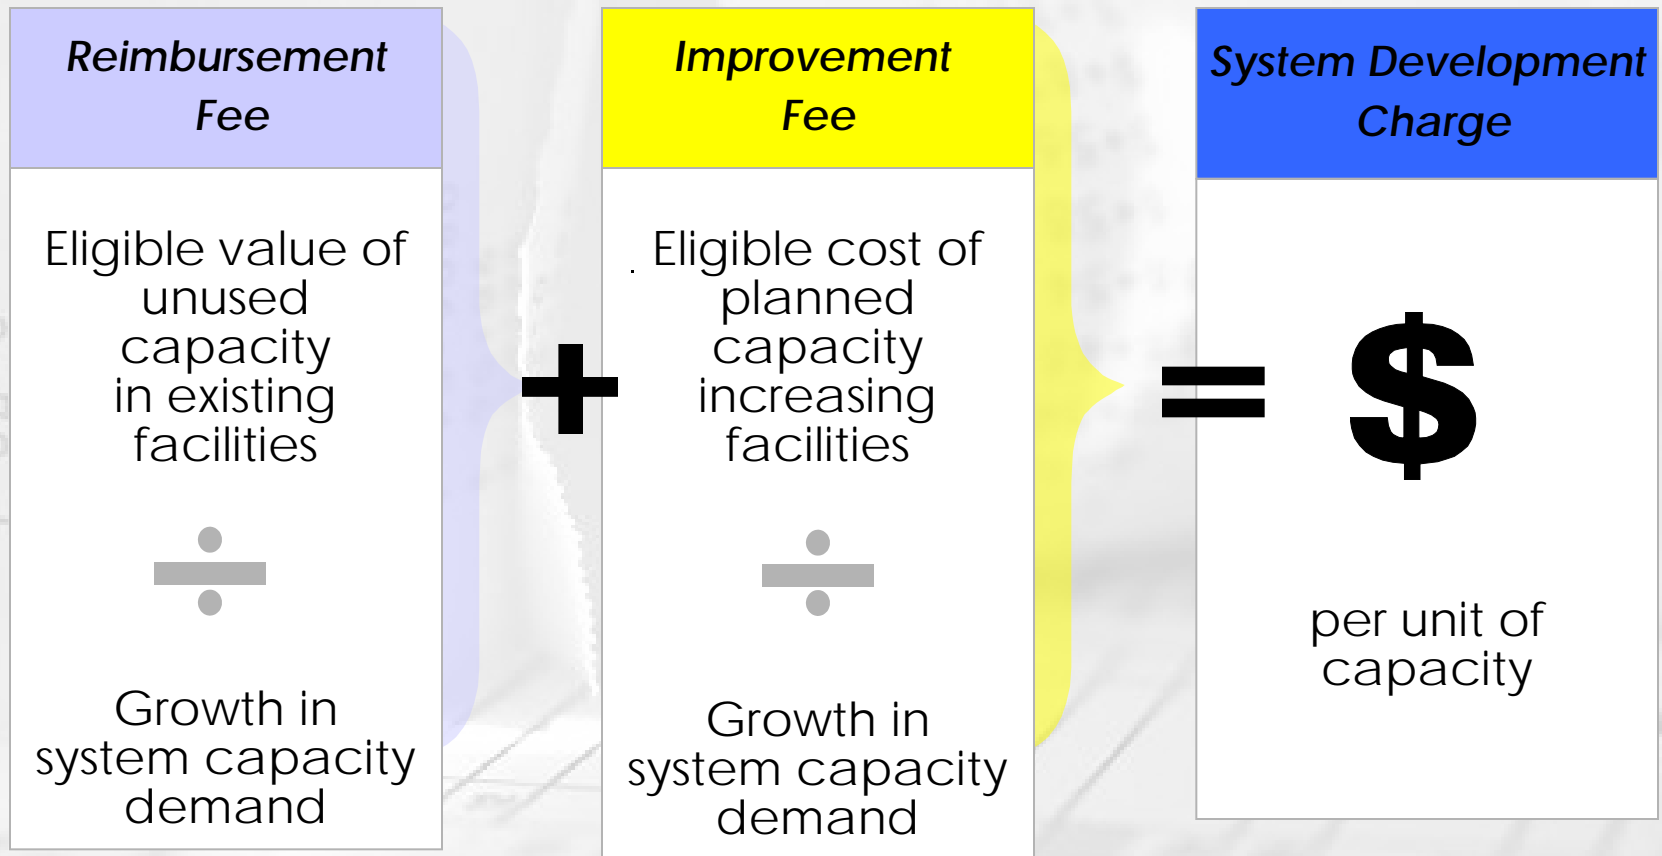 Reimbursement
Fee
Eligible value of
unused
capacity
in existing
facilities
÷
Growth in
system capacity
demand
+
Improvement
Fee
. Eligible cost of
planned
capacity
increasing
facilities
÷
Growth in
system capacity
demand
=
System Development
Charge
$
per unit of
capacity